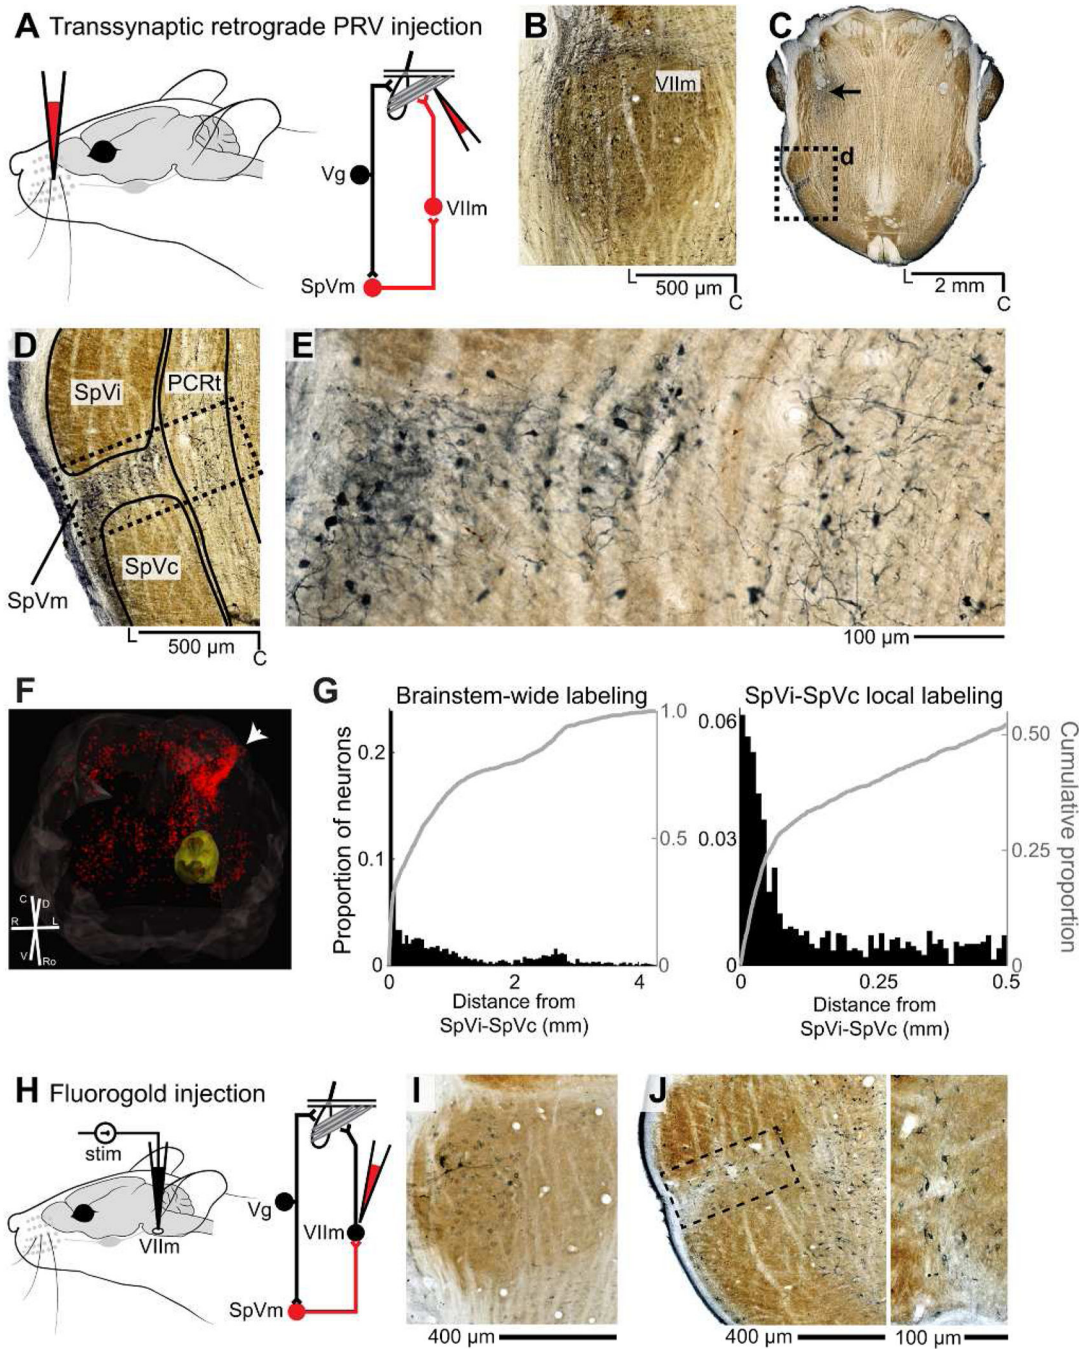 A Transsynaptic retrograde PRV injection
Vg
VIIm
SpVm
B
VIIm
L
500 µm
C
C
d
L
2 mm
C
D
SpVi
PCRt
SpVc
SpVm
L
500 µm
C
E
100 µm
F
C
D
R
L
V
Ro
G
Brainstem-wide labeling
Proportion of neurons
0.2
0.1
0
1.0
0.5
0
0
2
4
Distance from
SpVi-SpVc (mm)
SpVi-SpVc local labeling
0.06
0.03
0
0.50
0.25
0
Cumulative proportion
0
0.25
0.5
Distance from
SpVi-SpVc (mm)
H Fluorogold injection
stim
VIIm
Vg
VIIm
SpVm
I
400 µm
J
400 µm
100 µm